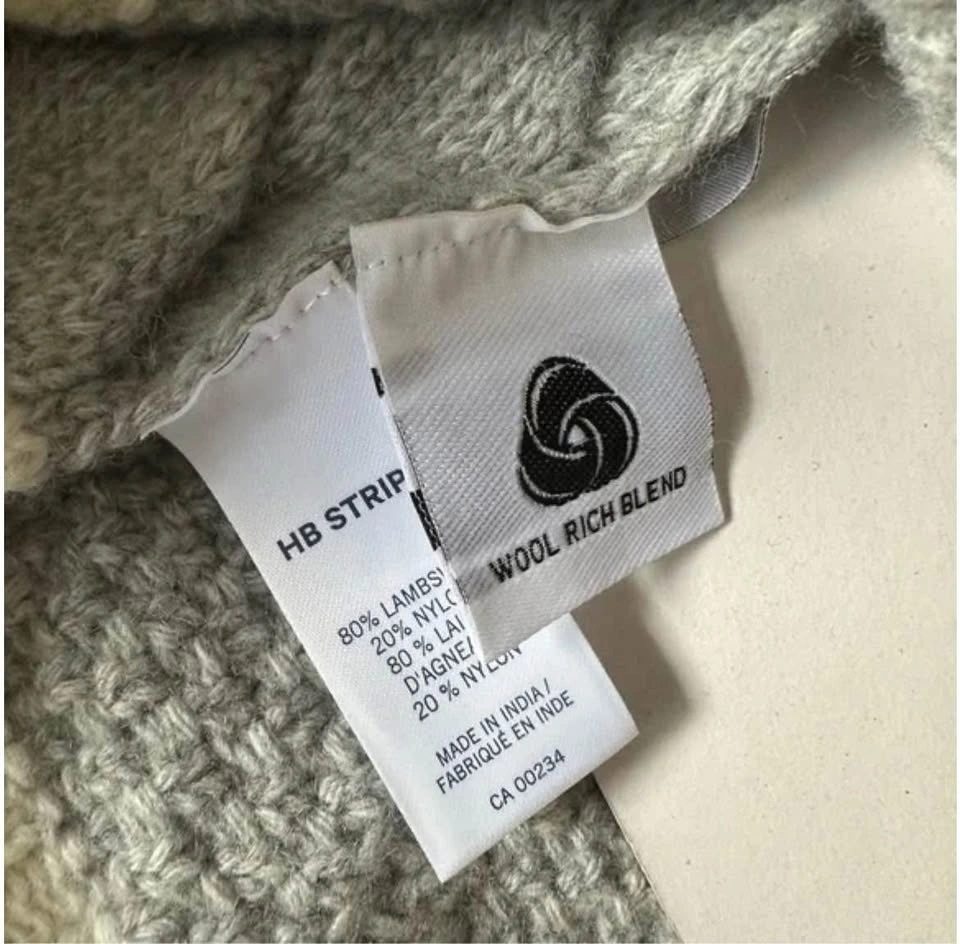 HB STRIP
80% LAMBS
20% NYL
80 % LAI
D'AGNE
20 % NYLON
MADE IN INDIA /
FABRIQUÉ EN INDE
CA 00234
WOOL RICH BLEND